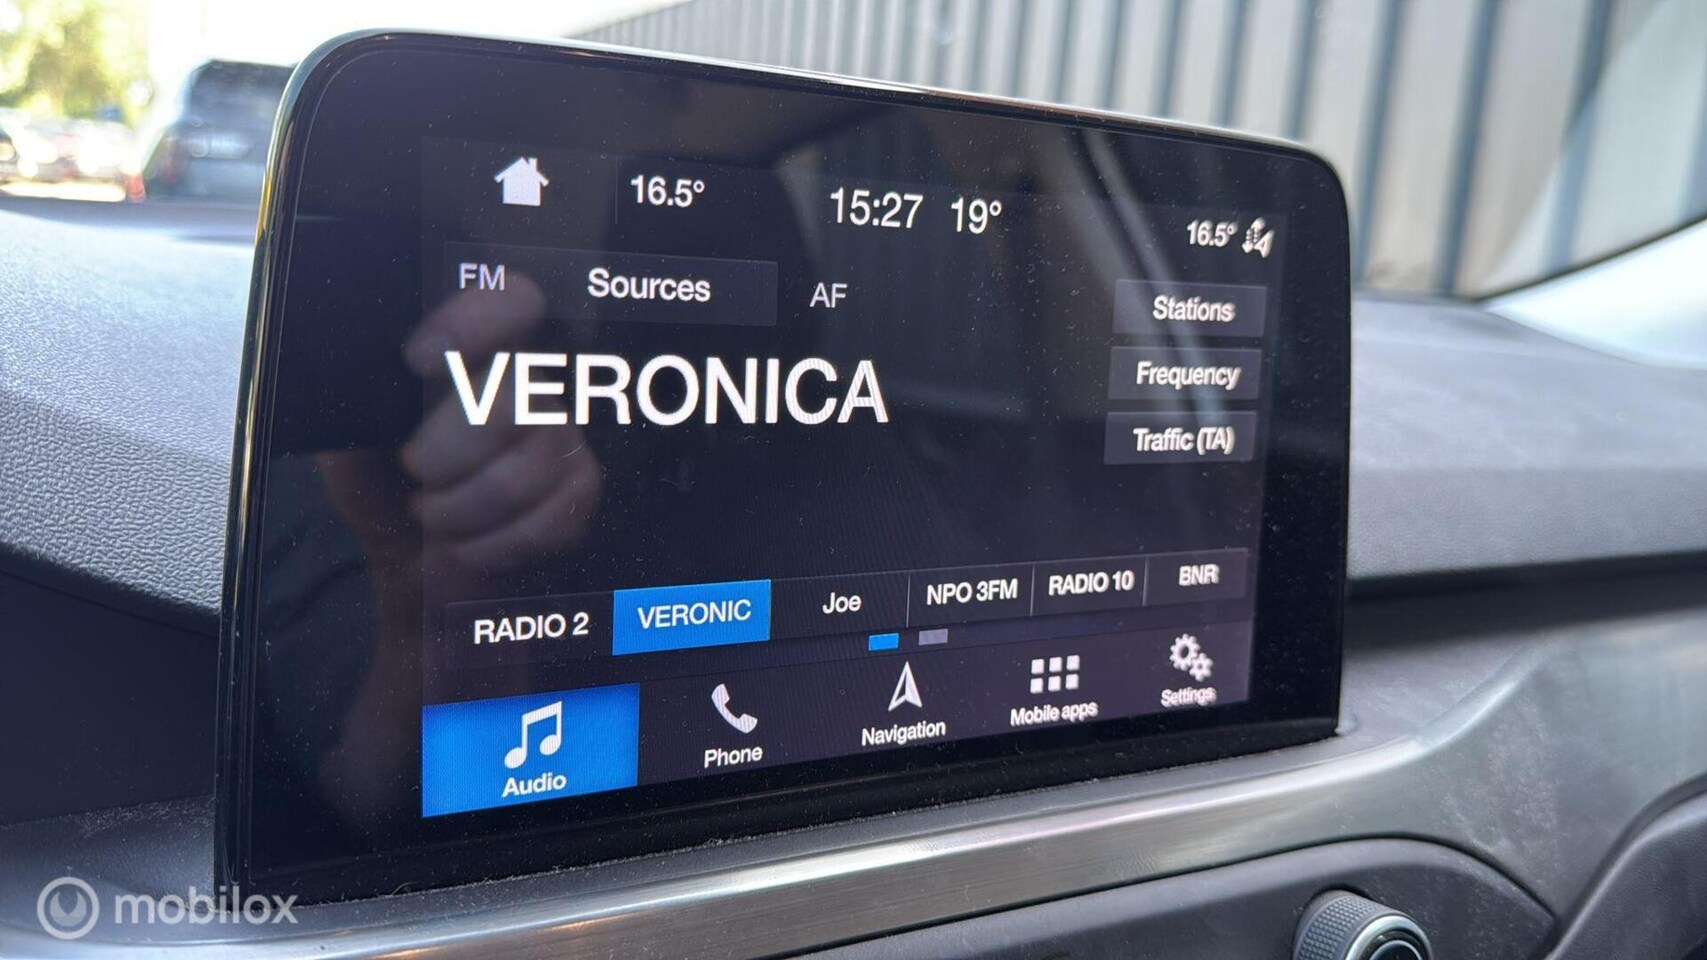 16.5° 15:27 19° 16.5°
FM Sources AF
Stations
VERONICA
Frequency
Traffic (TA)
RADIO 2 VERONIC Joe NPO 3FM RADIO 10 BNR
Audio Phone Navigation Mobile apps Settings
mobilox